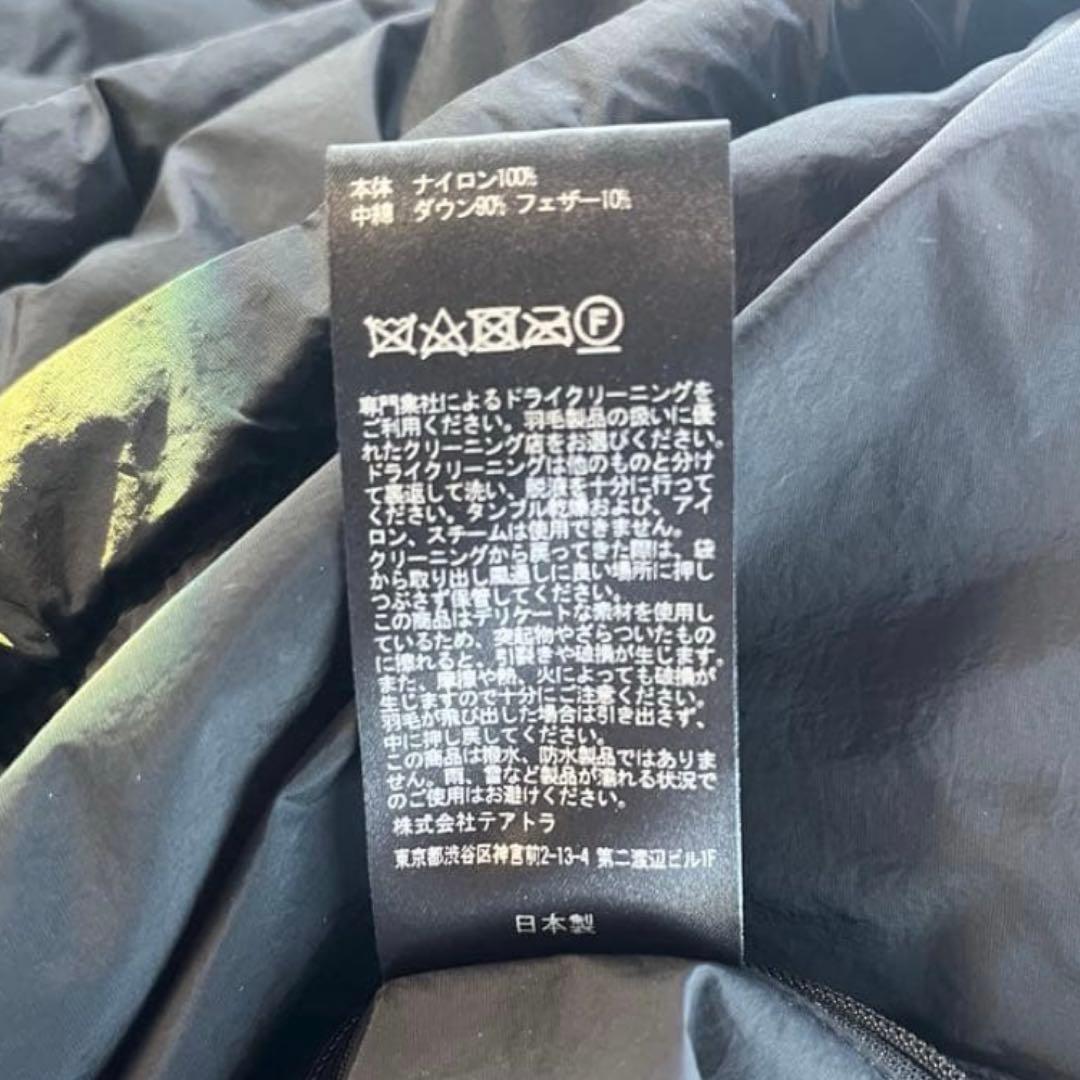 本体 ナイロン100%
中綿 ダウン90% フェザー10%
F
専門業社によるドライクリーニングを
ご利用ください。羽毛製品の扱いに優
れたクリーニング店をお選びください。
ドライクリーニングは他のものと分け
て裏返して洗い、脱液を十分に行って
ください。タンブル乾燥および、アイ
ロン、スチームは使用できません。
クリーニングから戻ってきた際は、袋
から取り出し風通しに良い場所に押し
つぶさず保管してください。
この商品はデリケートな素材を使用し
ているため、突起物やざらついたもの
に擦れると、引裂きや破損が生じます。
また、摩擦や熱、火によっても破損が
生じますので十分にご注意ください。
羽毛が飛び出した場合は引き出さず、
中に押し戻してください。
この商品は撥水、防水製品ではありま
せん。雨、雪など製品が濡れる状況で
のご使用はお避けください。
株式会社テアトラ
東京都渋谷区神宮前2-13-4 第二渡辺ビル1F
日本製